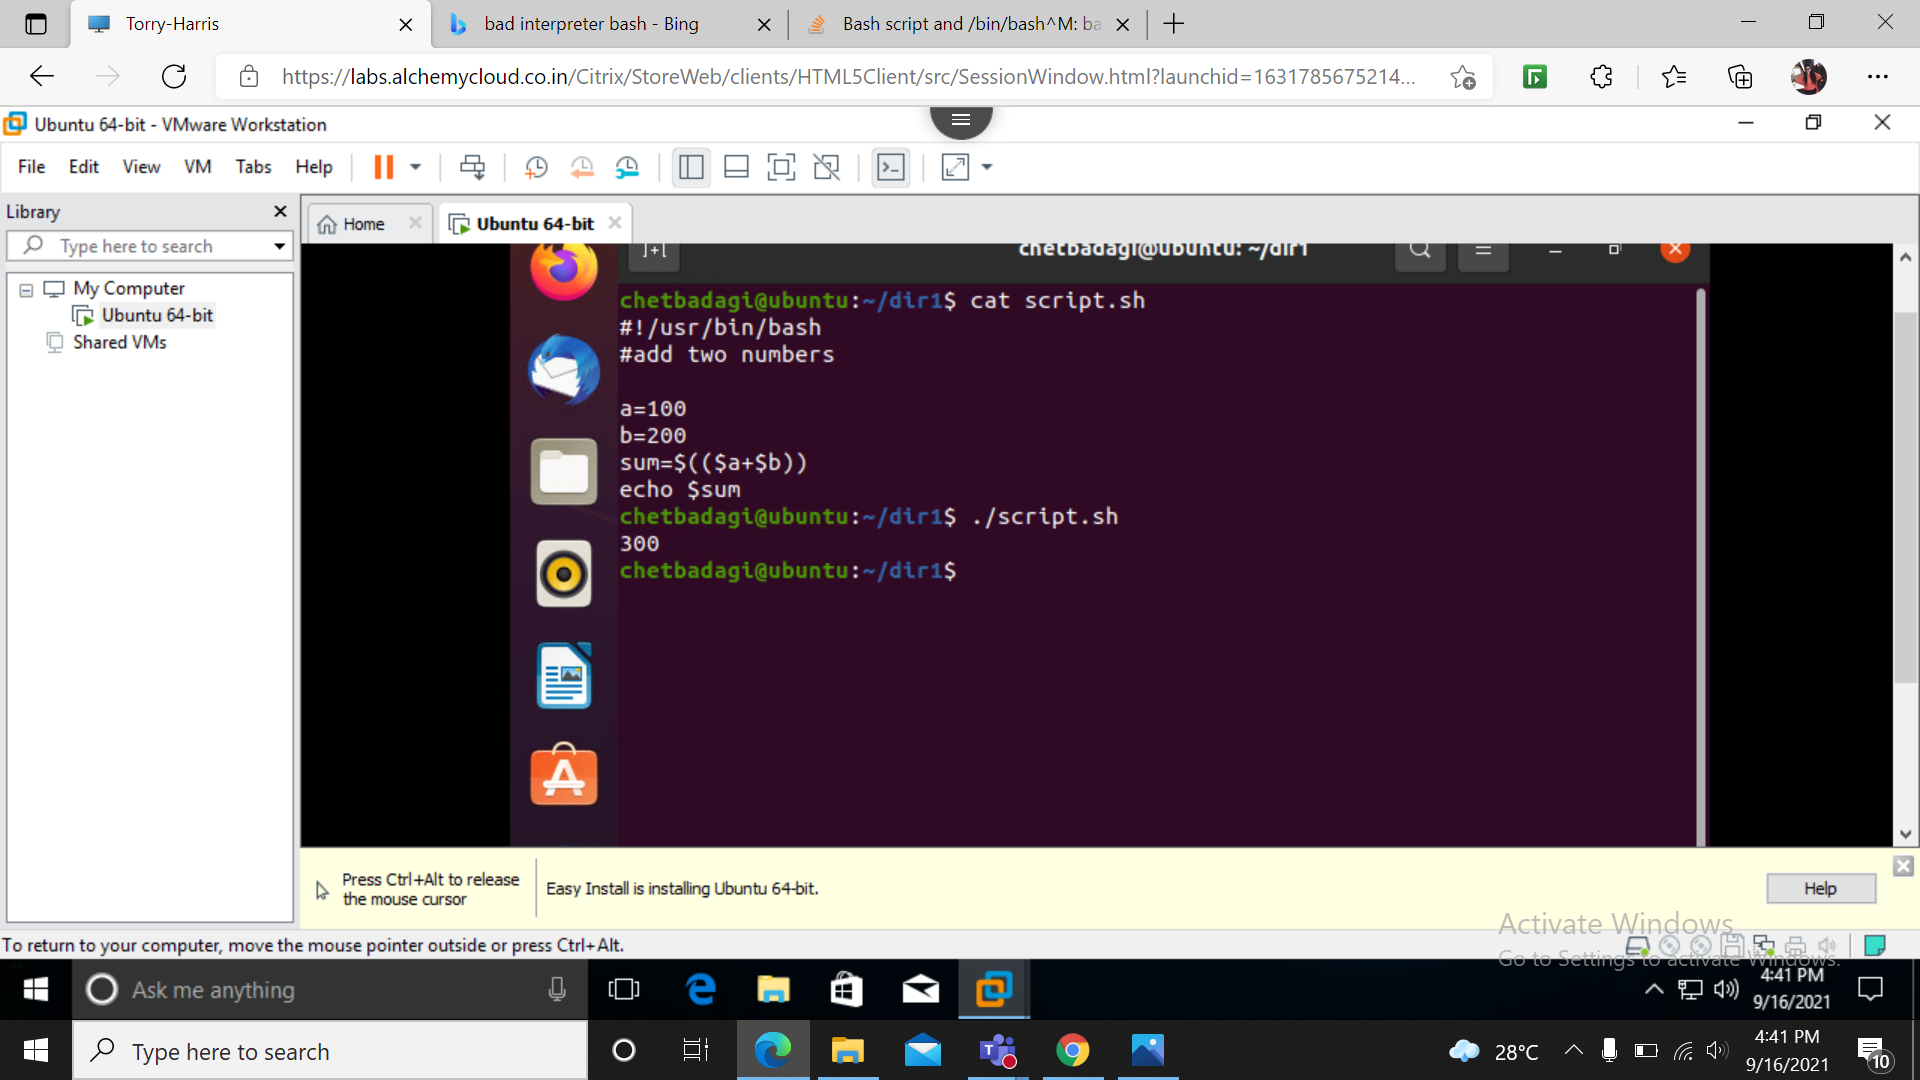 Torry-Harris
bad interpreter bash - Bing
Bash script and /bin/bash^M: ba
https://labs.alchemycloud.co.in/Citrix/StoreWeb/clients/HTML5Client/src/SessionWindow.html?launchid=1631785675214...
Ubuntu 64-bit - VMware Workstation
File Edit View VM Tabs Help
Library
Type here to search
My Computer
Ubuntu 64-bit
Shared VMs
Home
Ubuntu 64-bit
chetbadagi@ubuntu: ~/dir1
chetbadagi@ubuntu:~/dir1$ cat script.sh
#!/usr/bin/bash
#add two numbers
a=100
b=200
sum=$(($a+$b))
echo $sum
chetbadagi@ubuntu:~/dir1$ ./script.sh
300
chetbadagi@ubuntu:~/dir1$
Press Ctrl+Alt to release
the mouse cursor
Easy Install is installing Ubuntu 64-bit.
Help
Activate Windows
Go to Settings to activate Windows.
To return to your computer, move the mouse pointer outside or press Ctrl+Alt.
Ask me anything
4:41 PM
9/16/2021
Type here to search
28°C
4:41 PM
9/16/2021
10